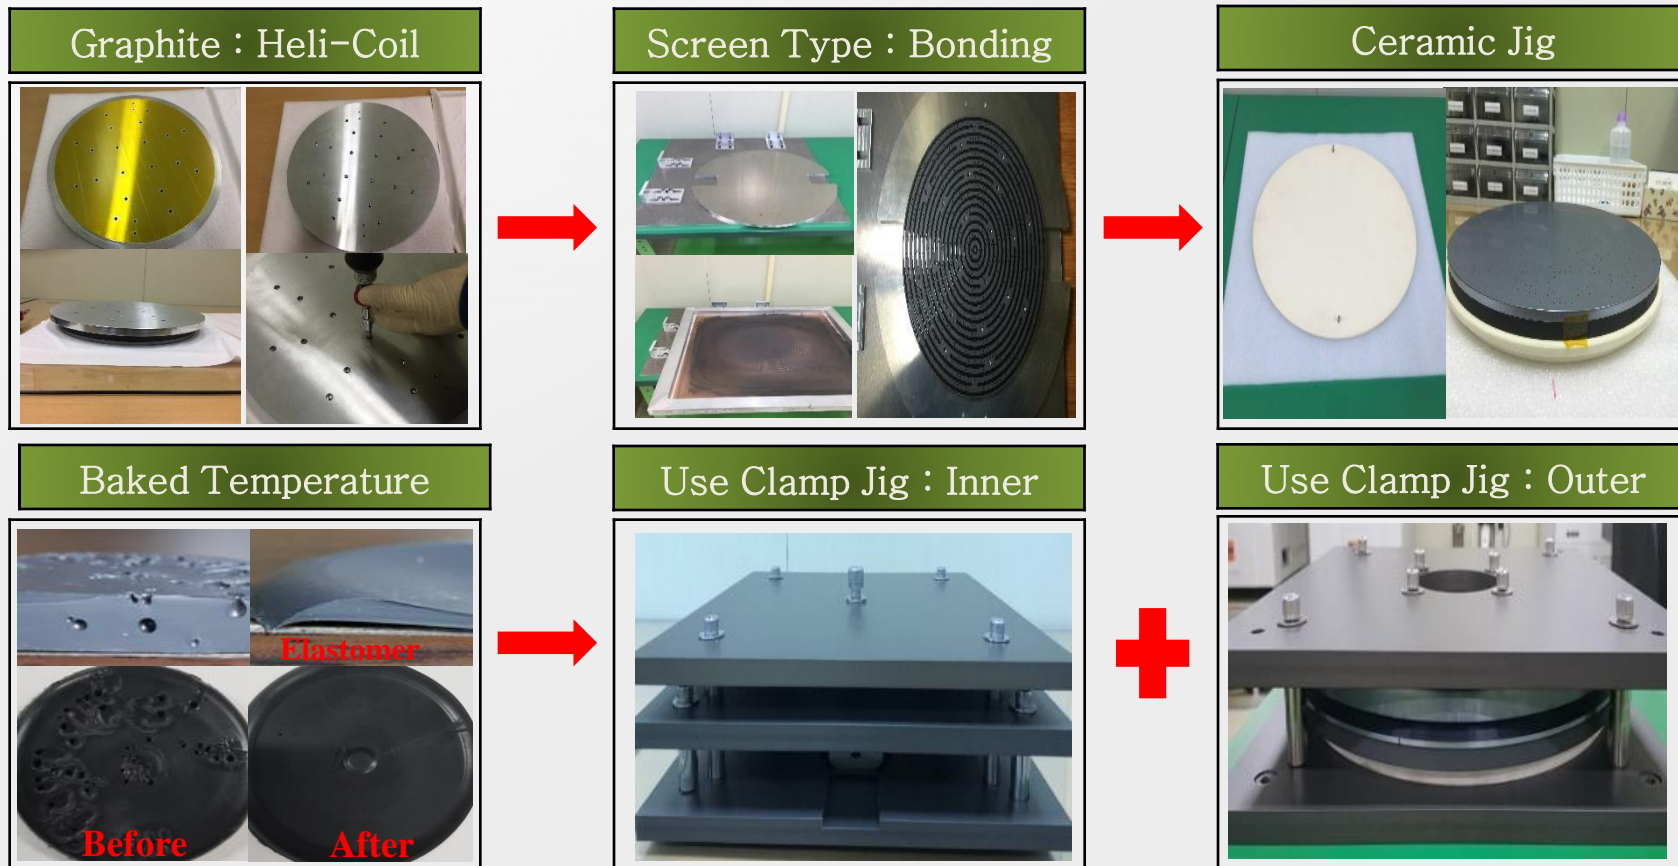 Graphite : Heli-Coil
Screen Type : Bonding
Ceramic Jig
Baked Temperature
Use Clamp Jig : Inner
Use Clamp Jig : Outer
Elastomer
Before
After